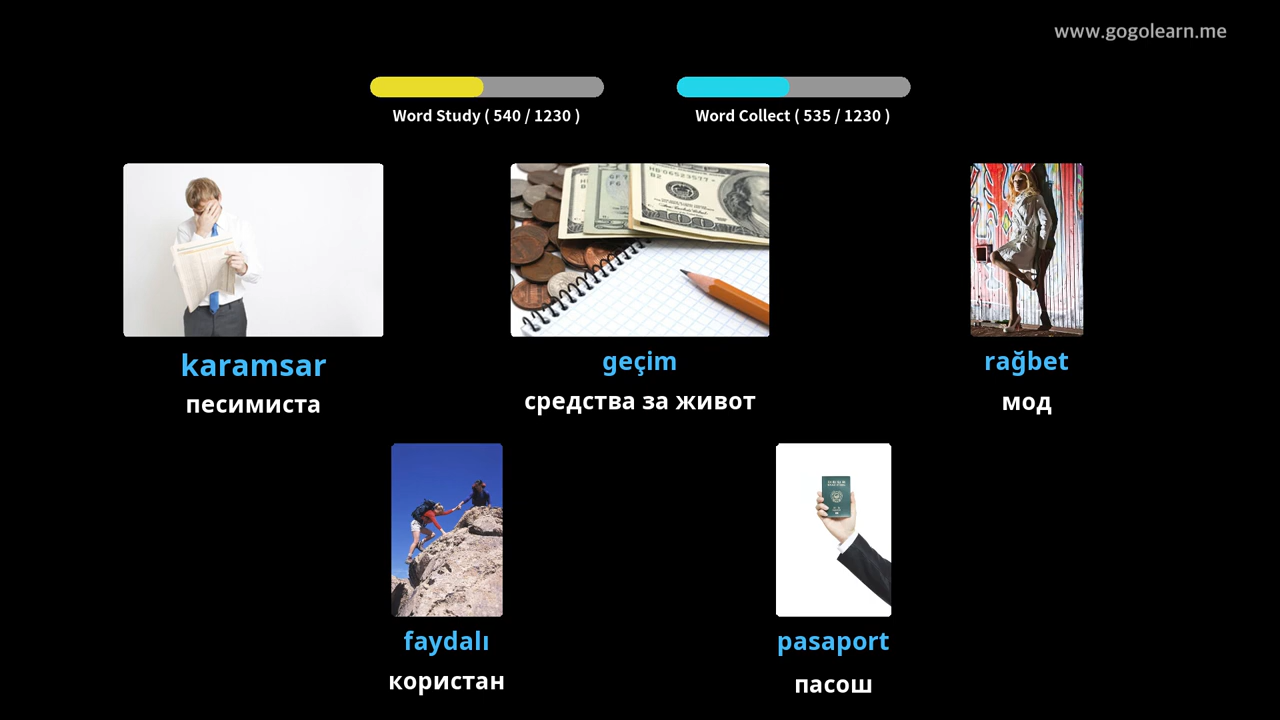 www.gogolearn.me
Word Study ( 540 / 1230 )
Word Collect ( 535 / 1230 )
karamsar
песимиста
geçim
средства за живот
rağbet
мод
faydalı
користан
pasaport
пасош